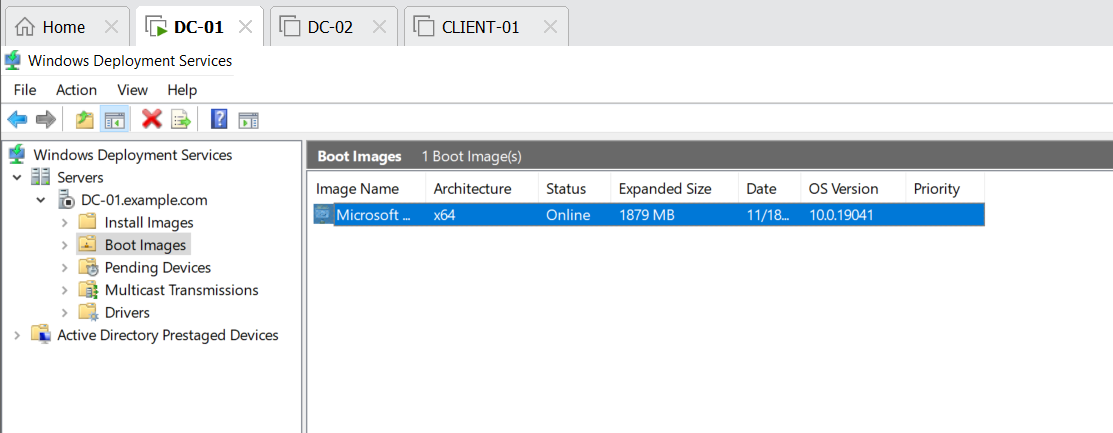 Home DC-01 DC-02 CLIENT-01
Windows Deployment Services
File Action View Help
Windows Deployment Services
Servers
DC-01.example.com
Install Images
Boot Images
Pending Devices
Multicast Transmissions
Drivers
Active Directory Prestaged Devices
Boot Images 1 Boot Image(s)
Image Name Architecture Status Expanded Size Date OS Version Priority
Microsoft ... x64 Online 1879 MB 11/18... 10.0.19041